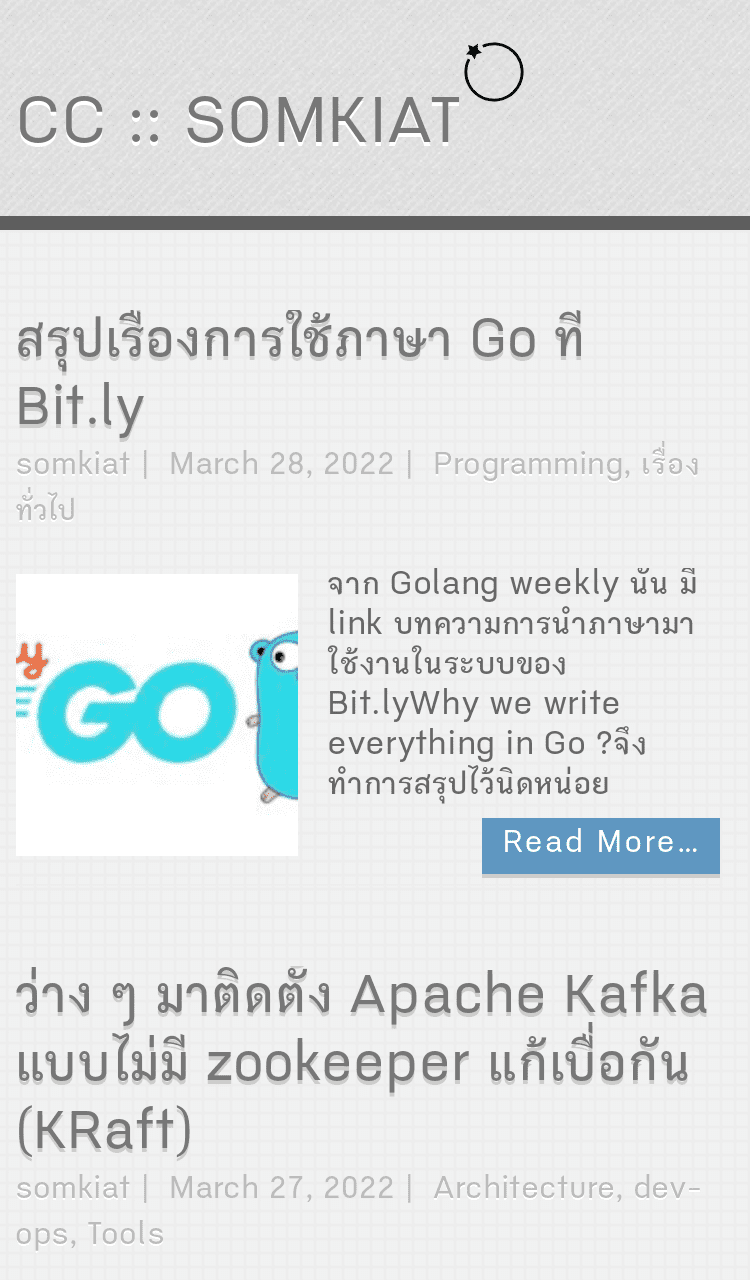 CC :: SOMKIAT
สรุปเรื่องการใช้ภาษา Go ที่
Bit.ly
somkiat | March 28, 2022 | Programming, เรื่อง
ทั่วไป
จาก Golang weekly นั้น มี
link บทความการนำภาษามา
ใช้งานในระบบของ
Bit.lyWhy we write
everything in Go ?จึง
ทำการสรุปไว้นิดหน่อย
y
GO
Read More...
ว่าง ๆ มาติดตั้ง Apache Kafka
แบบไม่มี zookeeper แก้เบื่อกัน
(KRaft)
somkiat | March 27, 2022 | Architecture, dev-
ops, Tools